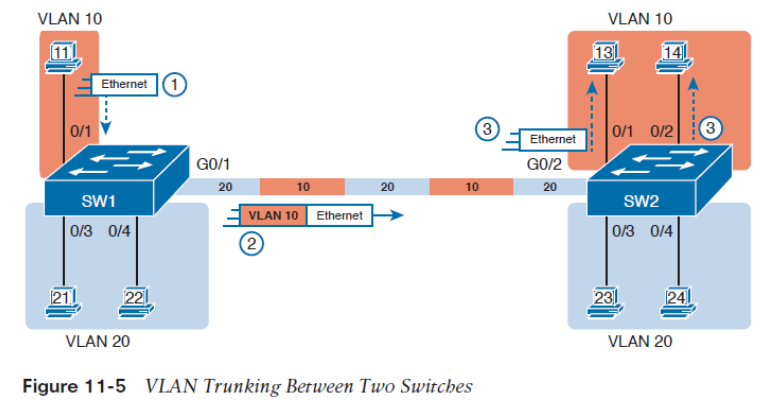 VLAN 10
VLAN 10
11
13
14
Ethernet
1
3
Ethernet
3
0/1
0/1 0/2
G0/1
G0/2
20 10 20 10 20
SW1
SW2
VLAN 10 Ethernet
2
0/3 0/4
0/3 0/4
21
22
23
24
VLAN 20
VLAN 20
Figure 11-5 VLAN Trunking Between Two Switches